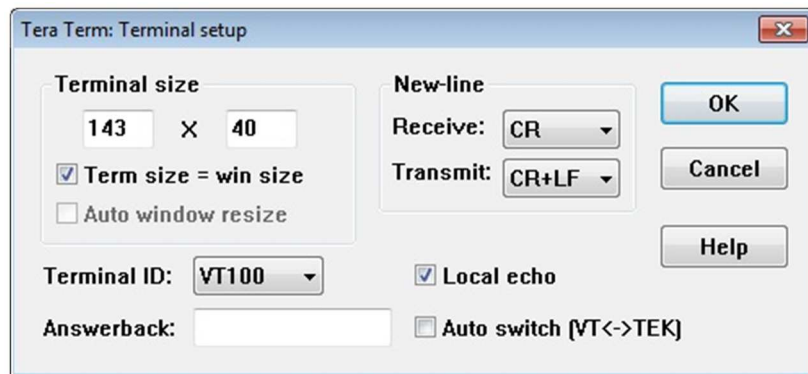 Tera Term: Terminal setup
Terminal size
143 X 40
Term size = win size
Auto window resize
New-line
Receive: CR
Transmit: CR+LF
OK
Cancel
Help
Terminal ID: VT100
Local echo
Answerback:
Auto switch (VT<->TEK)